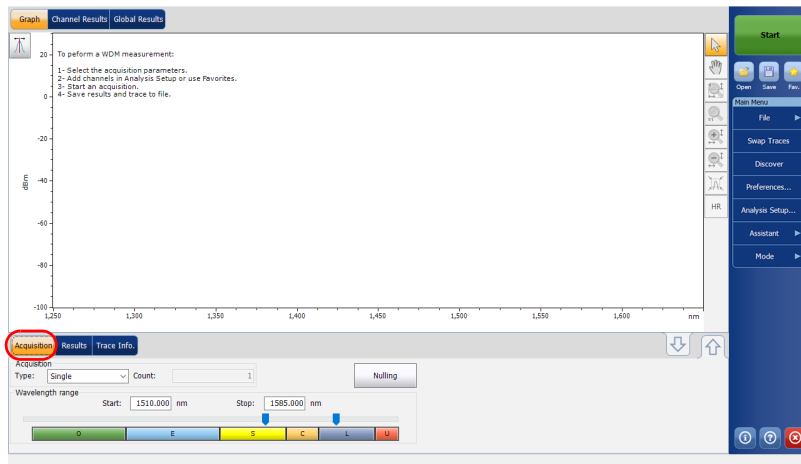 Graph Channel Results Global Results
Start
To peform a WDM measurement:
1- Select the acquisition parameters.
2- Add channels in Analysis Setup or use Favorites.
3- Start an acquisition.
4- Save results and trace to file.
20
0
-20
-40
-60
-80
-100
dBm
1,250 1,300 1,350 1,400 1,450 1,500 1,550 1,600 nm
HR
Open Save Fav.
Main Menu
File
Swap Traces
Discover
Preferences...
Analysis Setup...
Assistant
Mode
Acquisition Results Trace Info.
Acquisition
Type: Single Count: 1 Nulling
Wavelength range
Start: 1510.000 nm Stop: 1585.000 nm
O E S C L U